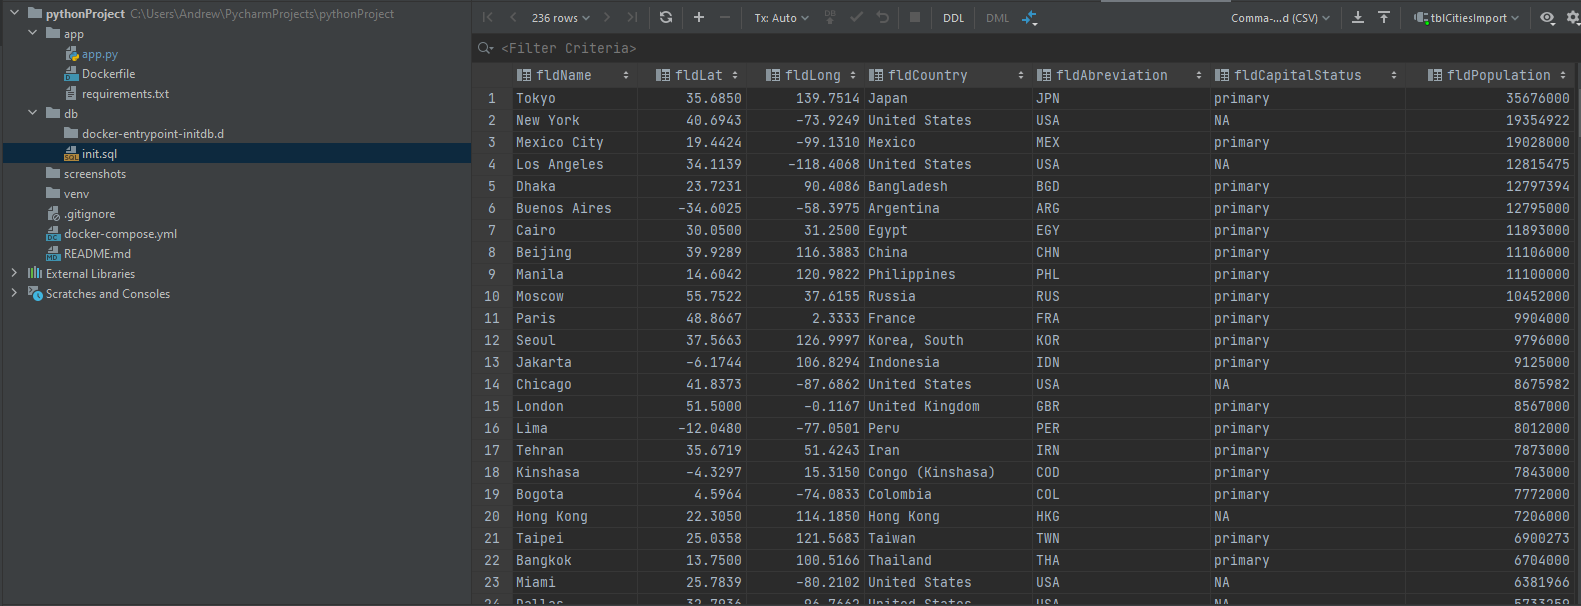 pythonProject C:\Users\Andrew\PycharmProjects\pythonProject
app
app.py
Dockerfile
requirements.txt
db
docker-entrypoint-initdb.d
init.sql
screenshots
venv
.gitignore
docker-compose.yml
README.md
External Libraries
Scratches and Consoles
236 rows Tx: Auto DB DDL DML Comma-...d (CSV) tblCitiesImport
<Filter Criteria>
fldName fldLat fldLong fldCountry fldAbreviation fldCapitalStatus fldPopulation
1 Tokyo 35.6850 139.7514 Japan JPN primary 35676000
2 New York 40.6943 -73.9249 United States USA NA 19354922
3 Mexico City 19.4424 -99.1310 Mexico MEX primary 19028000
4 Los Angeles 34.1139 -118.4068 United States USA NA 12815475
5 Dhaka 23.7231 90.4086 Bangladesh BGD primary 12797394
6 Buenos Aires -34.6025 -58.3975 Argentina ARG primary 12795000
7 Cairo 30.0500 31.2500 Egypt EGY primary 11893000
8 Beijing 39.9289 116.3883 China CHN primary 11106000
9 Manila 14.6042 120.9822 Philippines PHL primary 11100000
10 Moscow 55.7522 37.6155 Russia RUS primary 10452000
11 Paris 48.8667 2.3333 France FRA primary 9904000
12 Seoul 37.5663 126.9997 Korea, South KOR primary 9796000
13 Jakarta -6.1744 106.8294 Indonesia IDN primary 9125000
14 Chicago 41.8373 -87.6862 United States USA NA 8675982
15 London 51.5000 -0.1167 United Kingdom GBR primary 8567000
16 Lima -12.0480 -77.0501 Peru PER primary 8012000
17 Tehran 35.6719 51.4243 Iran IRN primary 7873000
18 Kinshasa -4.3297 15.3150 Congo (Kinshasa) COD primary 7843000
19 Bogota 4.5964 -74.0833 Colombia COL primary 7772000
20 Hong Kong 22.3050 114.1850 Hong Kong HKG NA 7206000
21 Taipei 25.0358 121.5683 Taiwan TWN primary 6900273
22 Bangkok 13.7500 100.5166 Thailand THA primary 6704000
23 Miami 25.7839 -80.2102 United States USA NA 6381966
24 Dallas 32.7936 -96.7662 United States USA NA 5733259